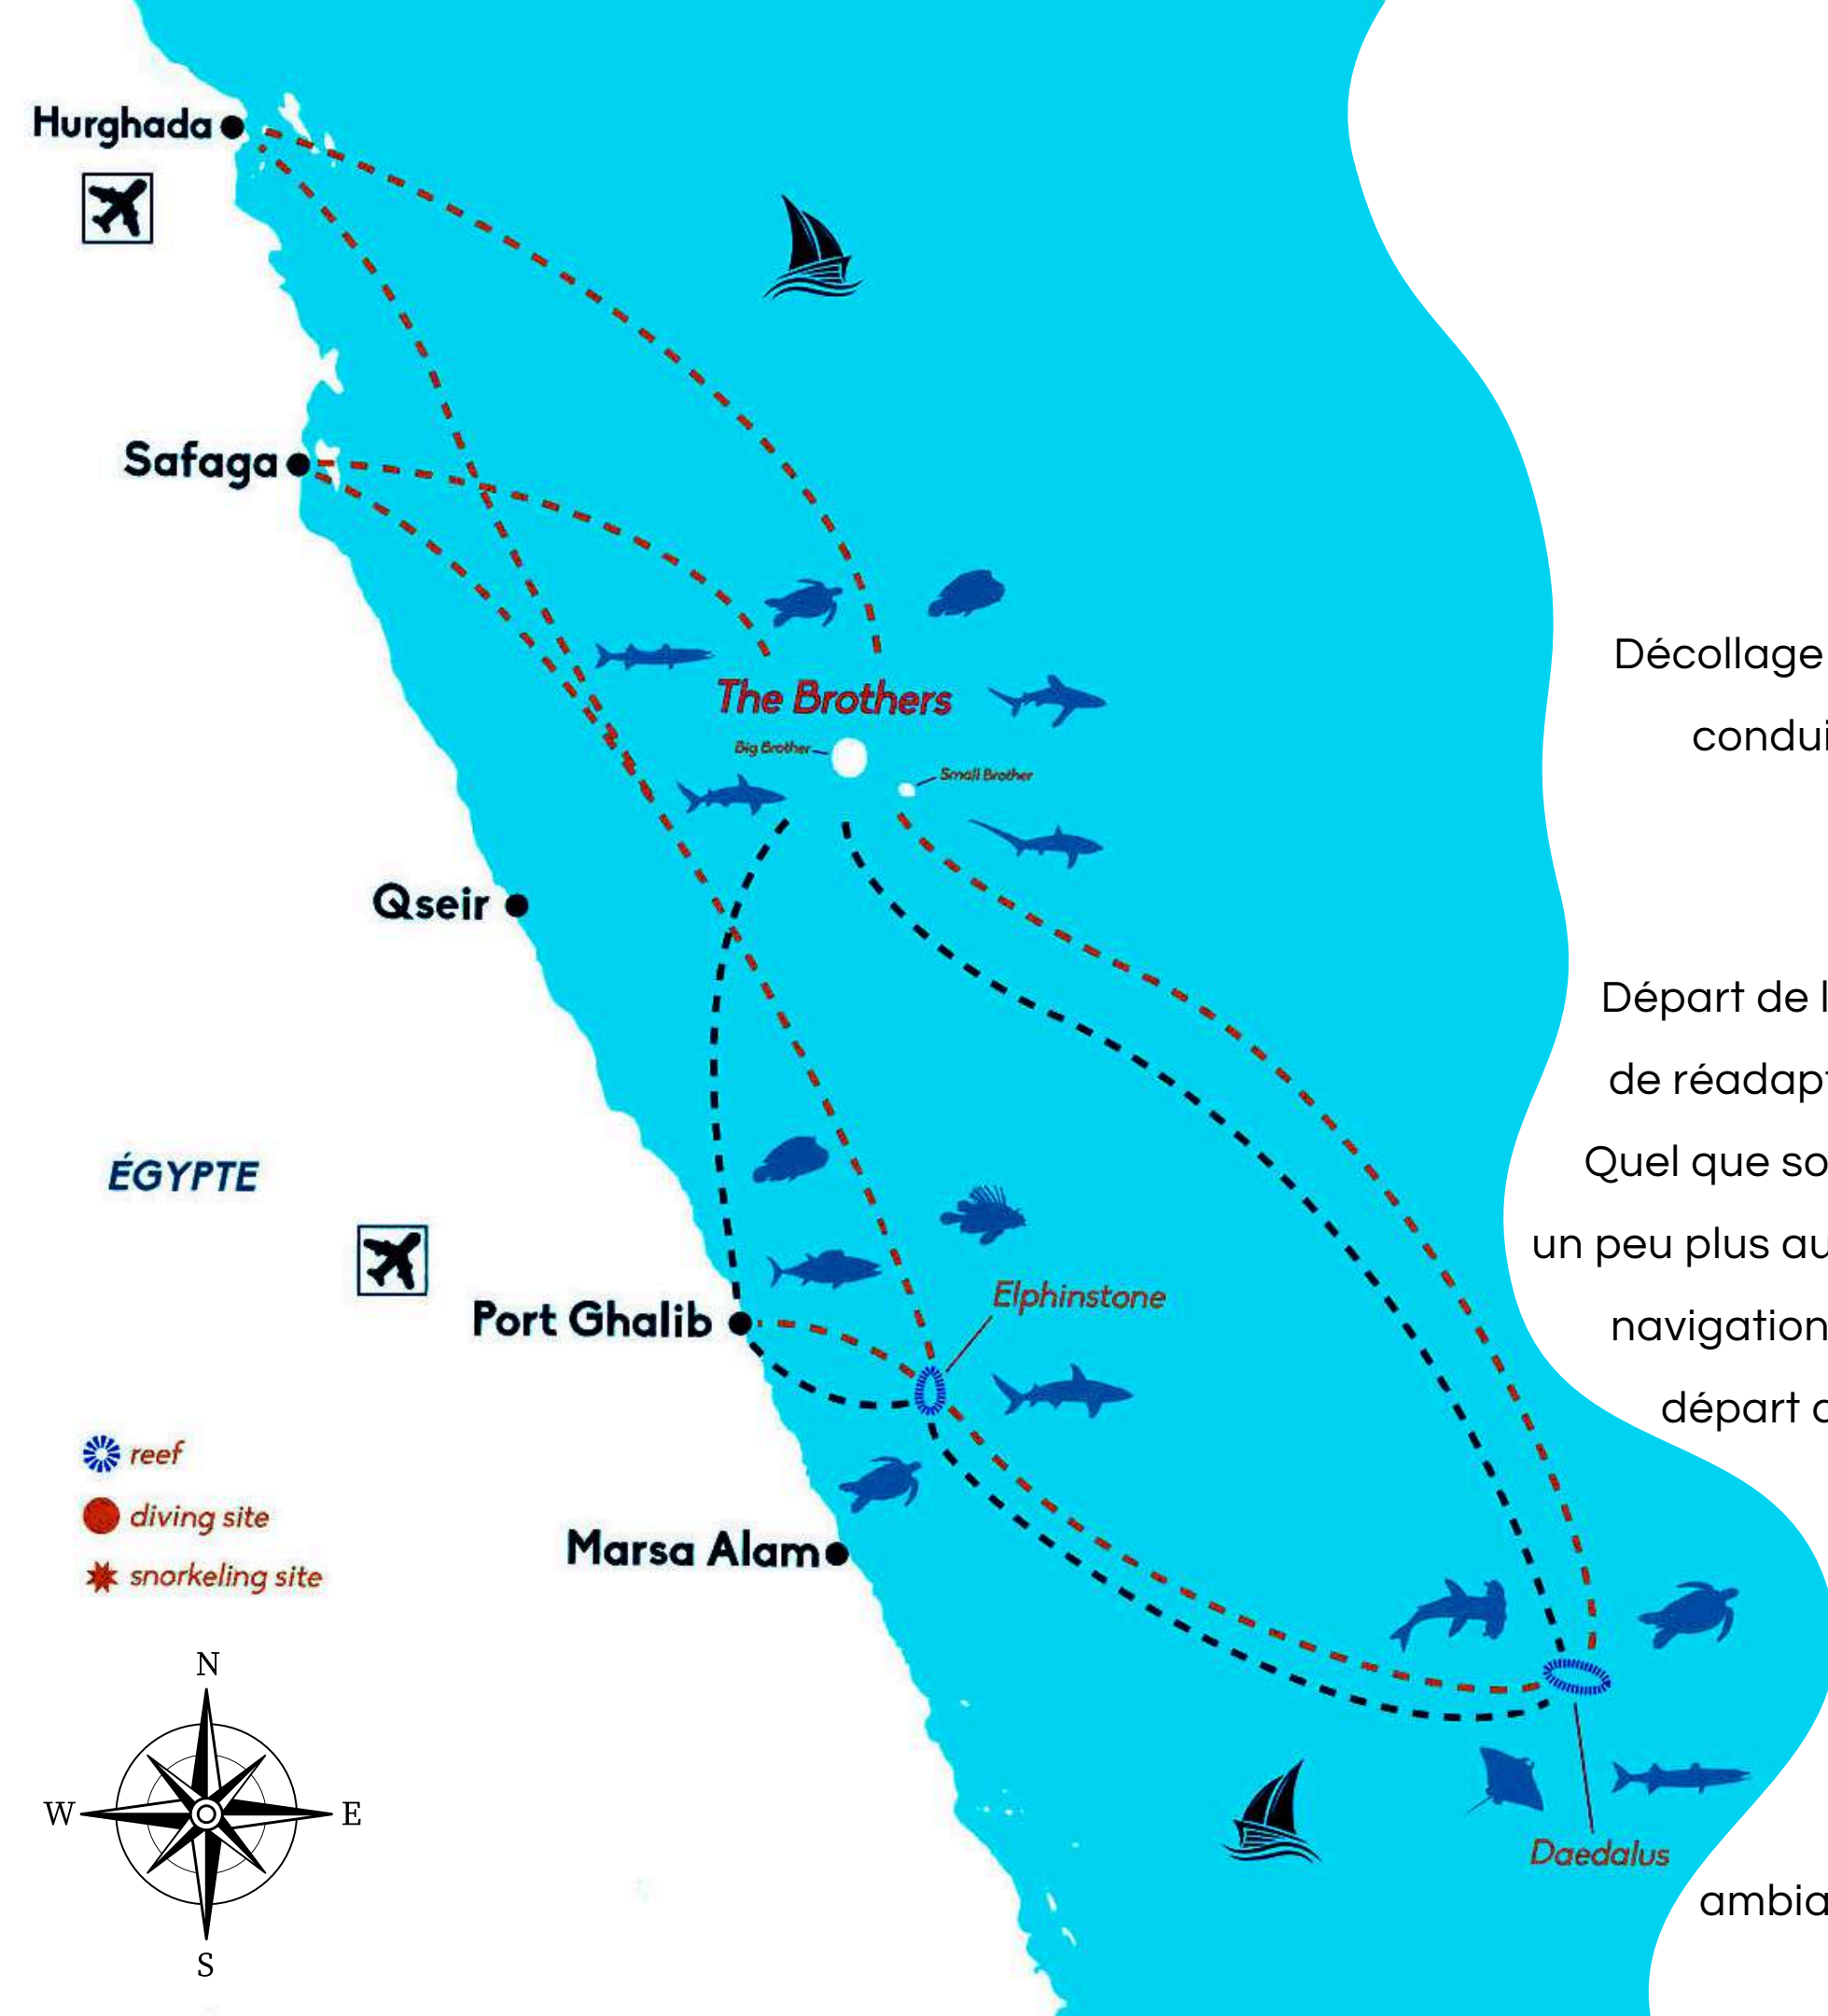 Hurghada
Safaga
The Brothers
Big Brother
Small Brother
Qseir
ÉGYPTE
Port Ghalib
Elphinstone
reef
diving site
snorkeling site
Marsa Alam
Daedalus
N
W
E
S
Décollage
condui
Départ de l
de réadapt
Quel que so
un peu plus au
navigation
départ
ambia